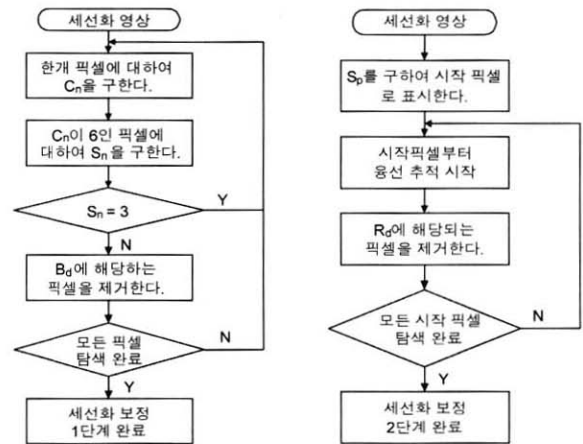 세선화 영상
한개 픽셀에 대하여
Cn을 구한다.
Cn이 6인 픽셀에
대하여 Sn을 구한다.
Sn = 3
Y
N
Bd에 해당하는
픽셀을 제거한다.
모든 픽셀
탐색 완료
N
Y
세선화 보정
1단계 완료
세선화 영상
Sp를 구하여 시작 픽셀
로 표시한다.
시작픽셀부터
융선 추적 시작
Rd에 해당되는
픽셀을 제거한다.
모든 시작 픽셀
탐색 완료
N
Y
세선화 보정
2단계 완료